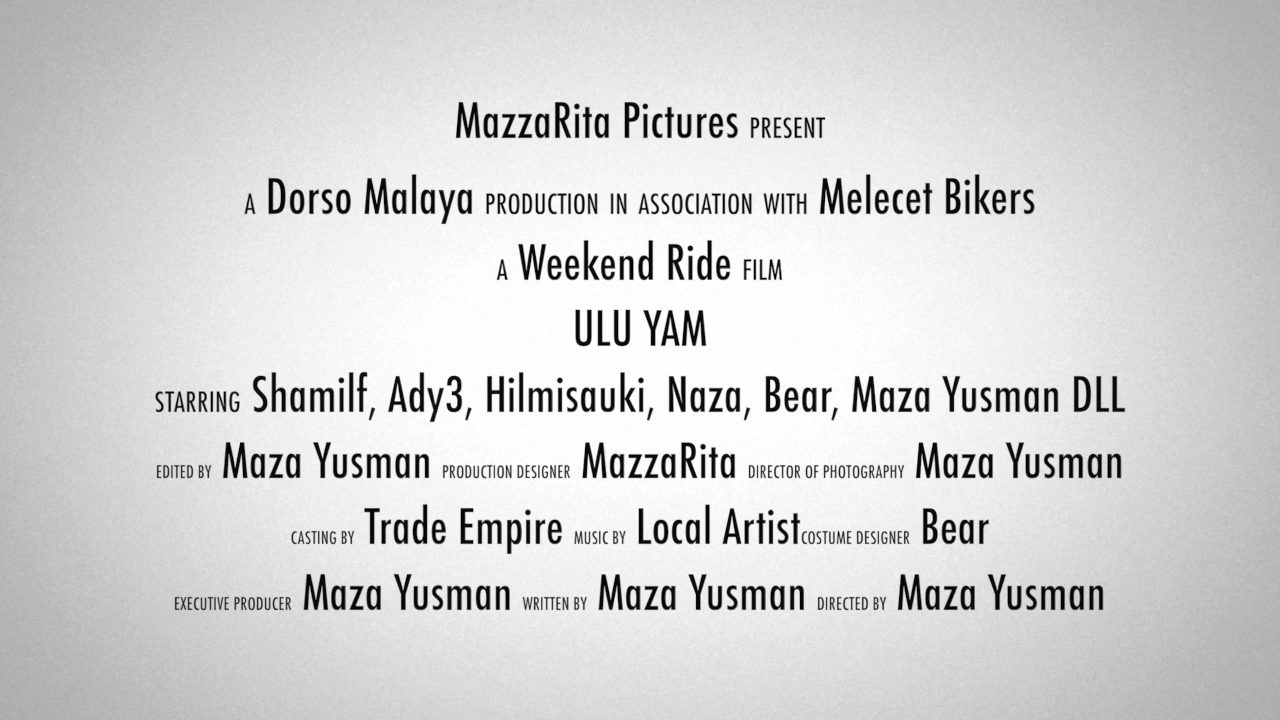 MazzaRita Pictures PRESENT
A Dorso Malaya PRODUCTION IN ASSOCIATION WITH Melecet Bikers
A Weekend Ride FILM
ULU YAM
STARRING Shamilf, Ady3, Hilmisauki, Naza, Bear, Maza Yusman DLL
EDITED BY Maza Yusman PRODUCTION DESIGNER MazzaRita DIRECTOR OF PHOTOGRAPHY Maza Yusman
CASTING BY Trade Empire MUSIC BY Local ArtistCOSTUME DESIGNER Bear
EXECUTIVE PRODUCER Maza Yusman WRITTEN BY Maza Yusman DIRECTED BY Maza Yusman